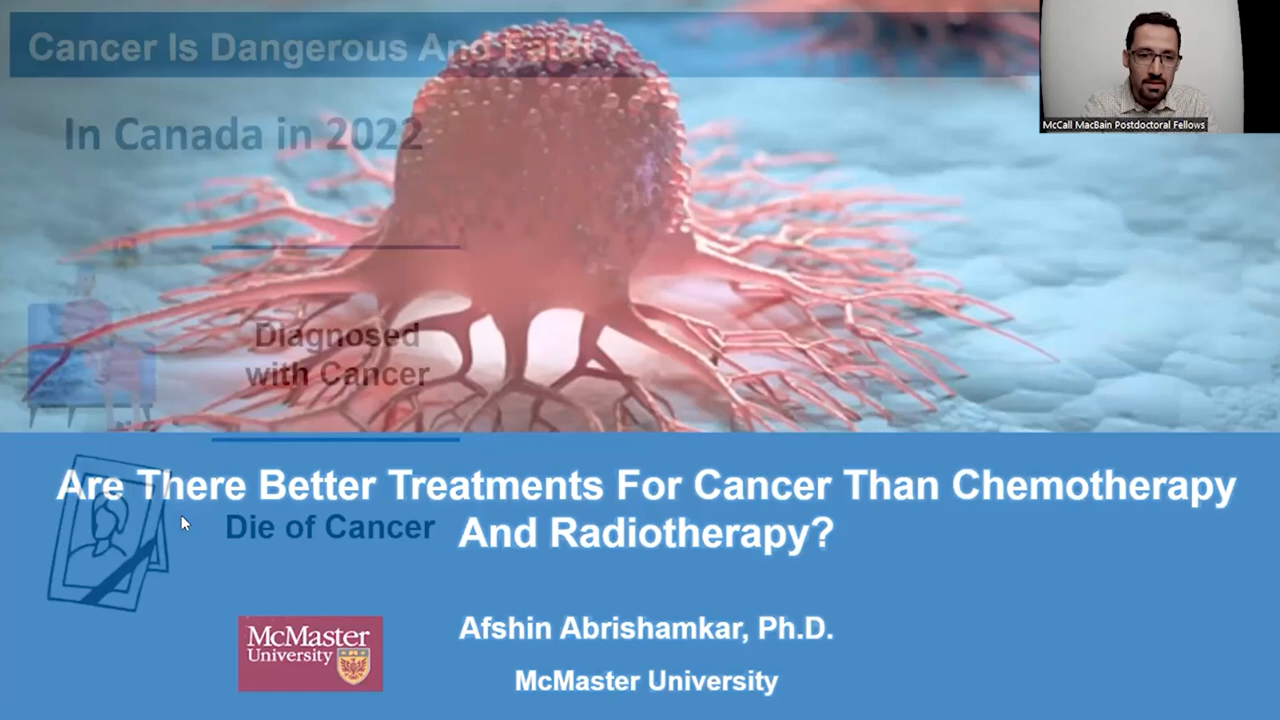 Cancer Is Dangerous And Fatal
In Canada in 2022
McCall MacBain Postdoctoral Fellows
Diagnosed
with Cancer
Are There Better Treatments For Cancer Than Chemotherapy
And Radiotherapy?
Die of Cancer
McMaster
University
Afshin Abrishamkar, Ph.D.
McMaster University